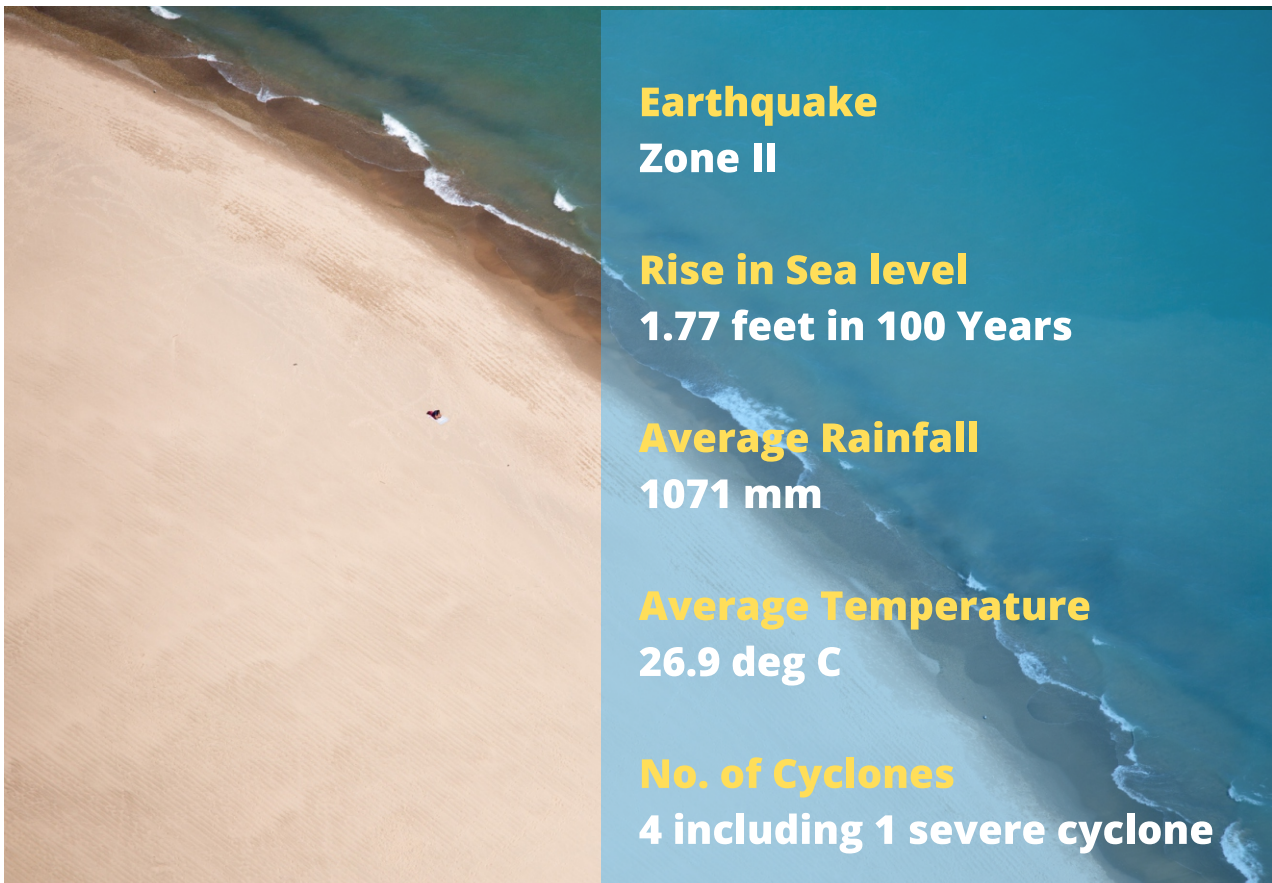 Earthquake
Zone II
Rise in Sea level
1.77 feet in 100 Years
Average Rainfall
1071 mm
Average Temperature
26.9 deg C
No. of Cyclones
4 including 1 severe cyclone